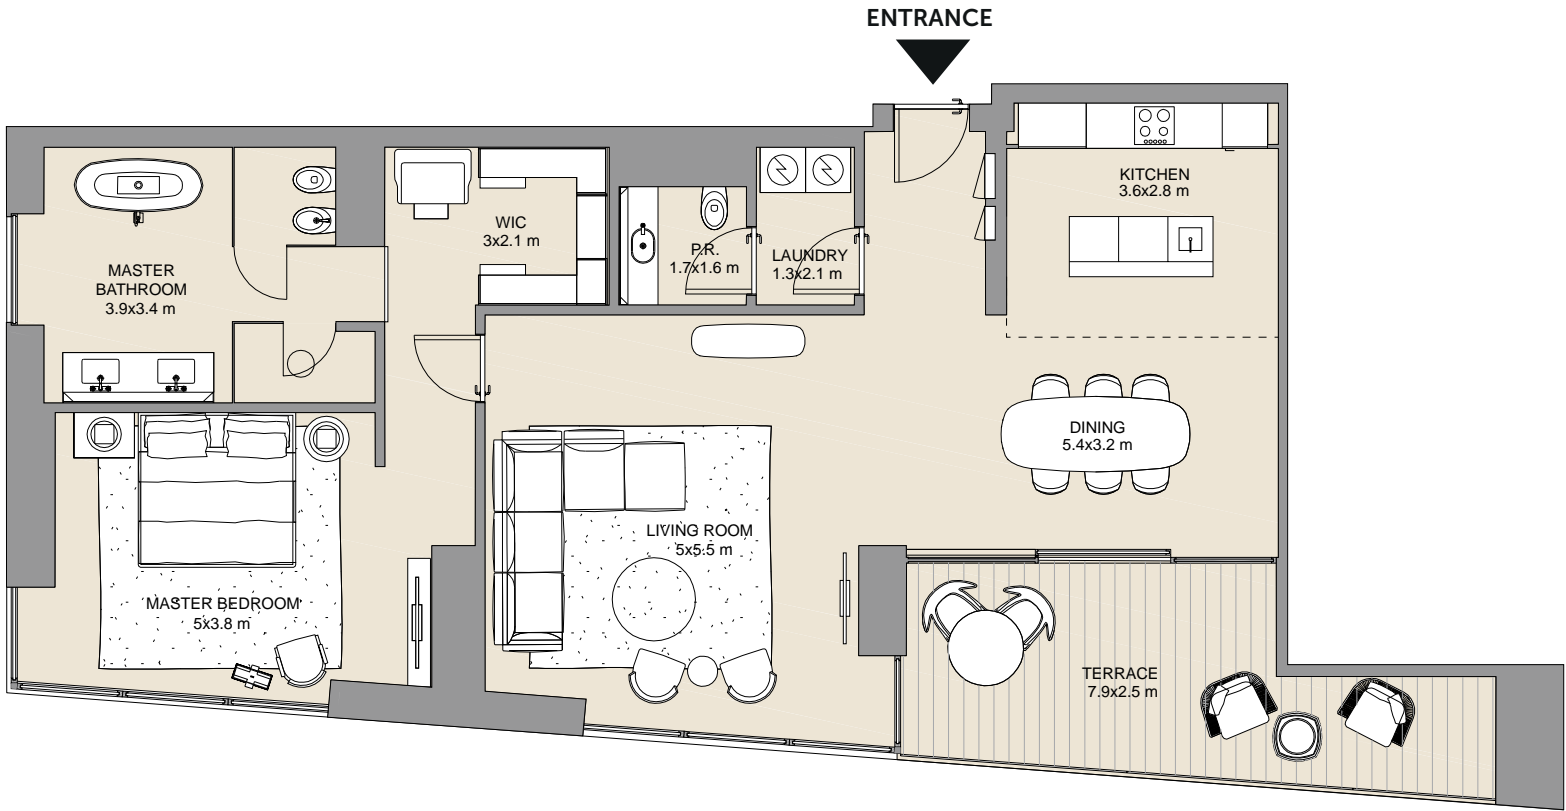 ENTRANCE
KITCHEN
3.6x2.8 m
WIC
3x2.1 m
P.R.
1.7x1.6 m
LAUNDRY
1.3x2.1 m
MASTER
BATHROOM
3.9x3.4 m
DINING
5.4x3.2 m
LIVING ROOM
5x5.5 m
MASTER BEDROOM
5x3.8 m
TERRACE
7.9x2.5 m